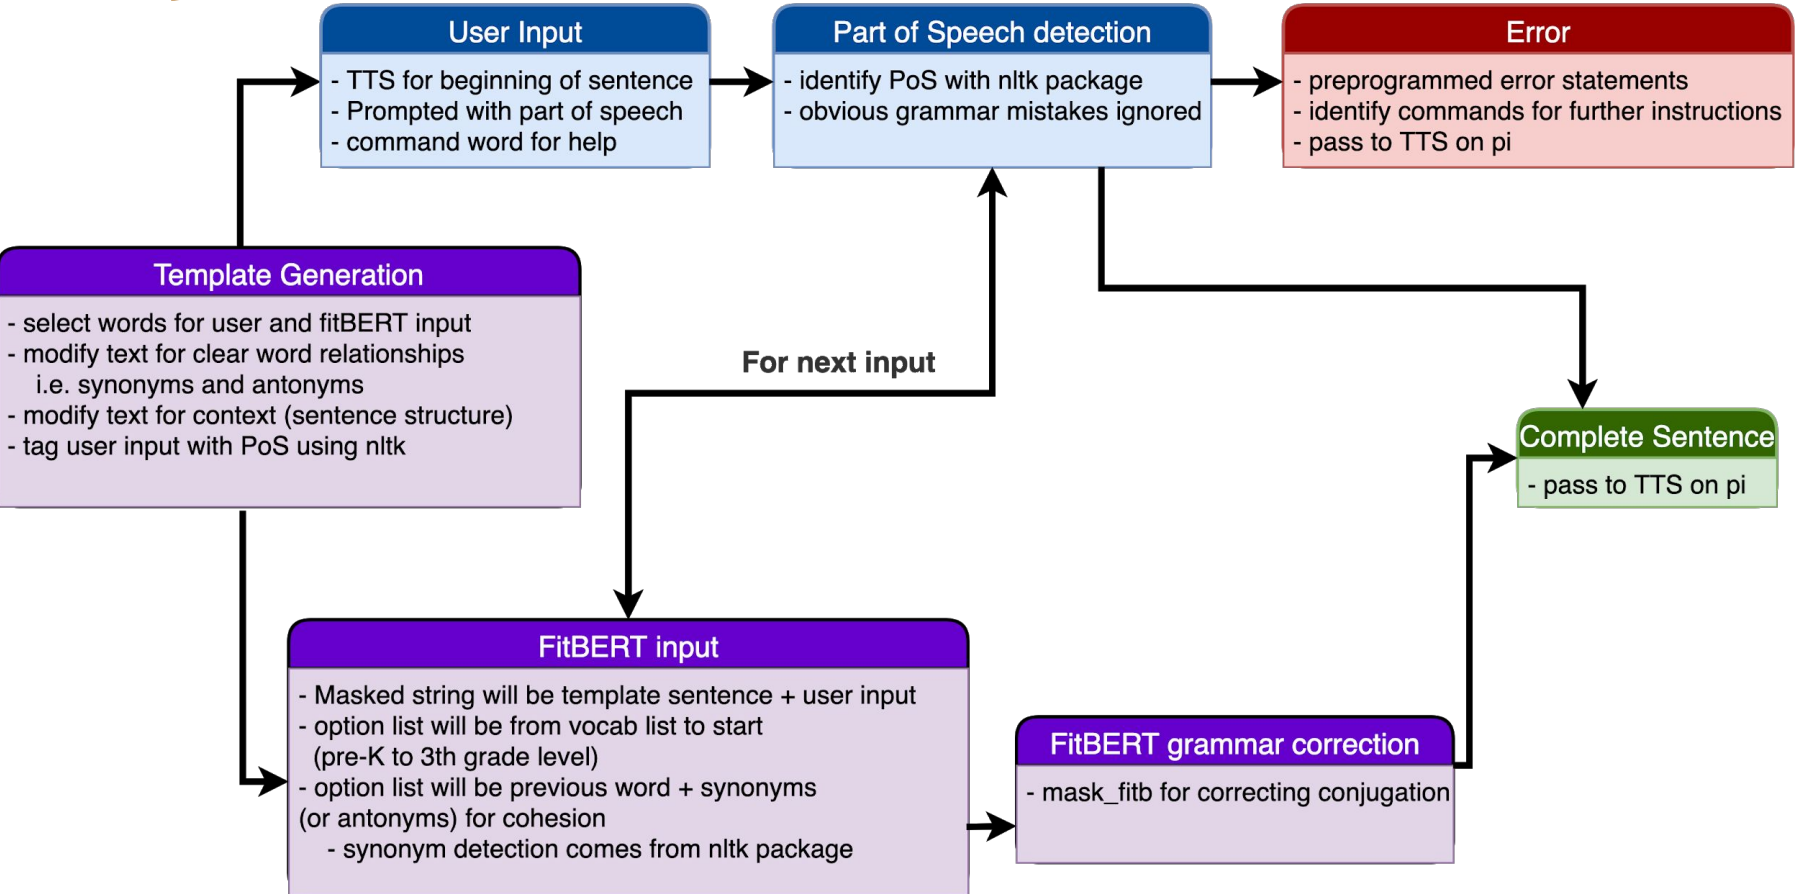 User Input
- TTS for beginning of sentence
- Prompted with part of speech
- command word for help
Part of Speech detection
- identify PoS with nltk package
- obvious grammar mistakes ignored
Error
- preprogrammed error statements
- identify commands for further instructions
- pass to TTS on pi
Template Generation
- select words for user and fitBERT input
- modify text for clear word relationships
i.e. synonyms and antonyms
- modify text for context (sentence structure)
- tag user input with PoS using nltk
For next input
Complete Sentence
- pass to TTS on pi
FitBERT input
- Masked string will be template sentence + user input
- option list will be from vocab list to start
(pre-K to 3th grade level)
- option list will be previous word + synonyms
(or antonyms) for cohesion
- synonym detection comes from nltk package
FitBERT grammar correction
- mask_fitb for correcting conjugation